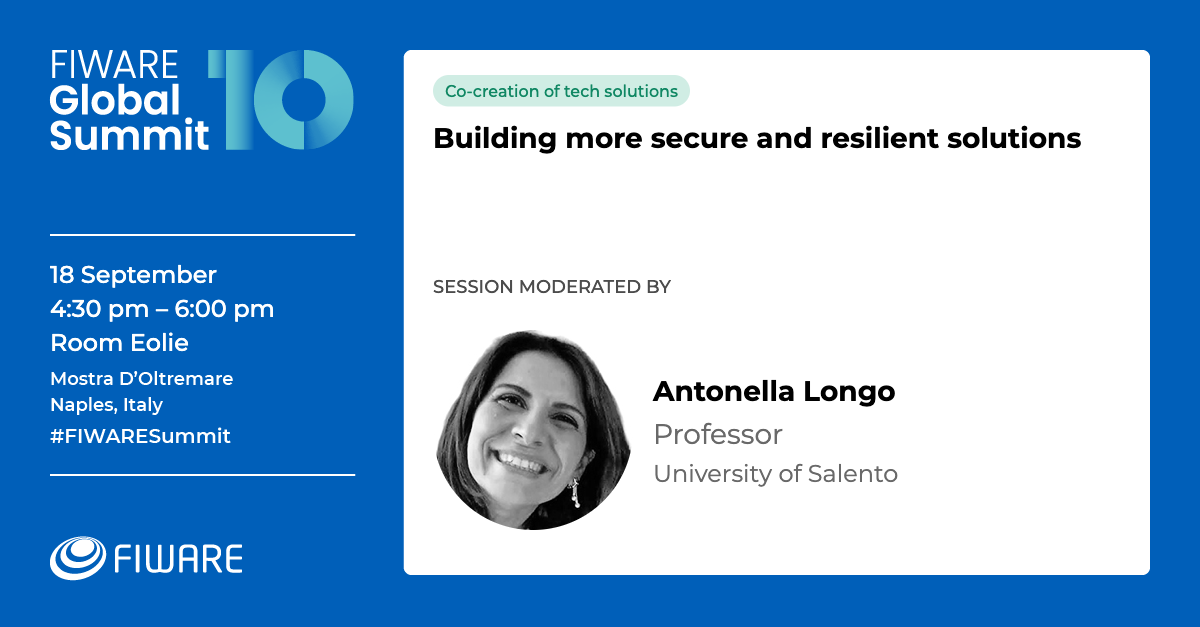 FIWARE
Global
Summit
10
18 September
4:30 pm – 6:00 pm
Room Eolie
Mostra D’Oltremare
Naples, Italy
#FIWARESummit
FIWARE
Co-creation of tech solutions
Building more secure and resilient solutions
SESSION MODERATED BY
Antonella Longo
Professor
University of Salento